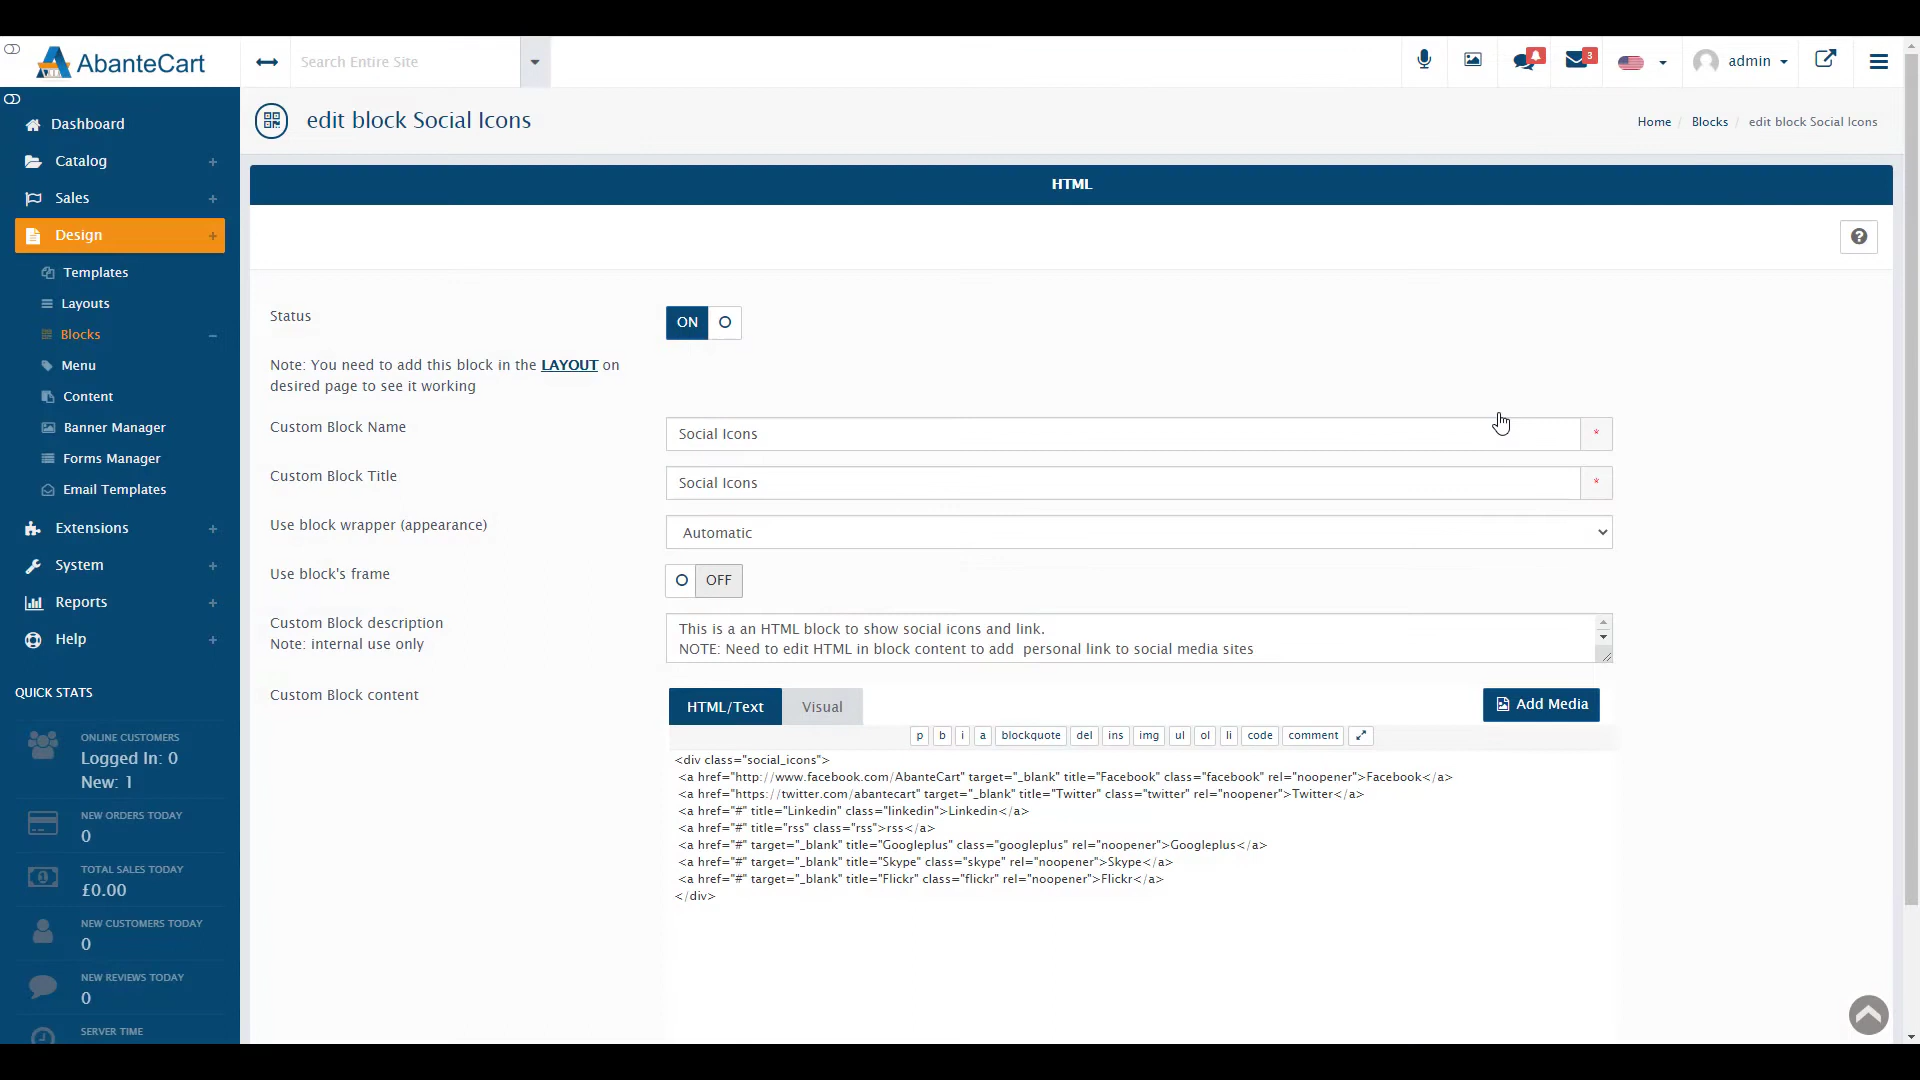 AbanteCart
Search Entire Site
3
admin
edit block Social Icons
Home / Blocks / edit block Social Icons
Dashboard
Catalog +
Sales +
Design +
Templates
Layouts
Blocks −
Menu
Content
Banner Manager
Forms Manager
Email Templates
Extensions +
System +
Reports +
Help +
QUICK STATS
ONLINE CUSTOMERS
Logged In: 0
New: 1
NEW ORDERS TODAY
0
TOTAL SALES TODAY
£0.00
NEW CUSTOMERS TODAY
0
NEW REVIEWS TODAY
0
SERVER TIME
HTML
?
Status
ON
Note: You need to add this block in the LAYOUT on
desired page to see it working
Custom Block Name
Social Icons *
Custom Block Title
Social Icons *
Use block wrapper (appearance)
Automatic
Use block's frame
OFF
Custom Block description
Note: internal use only
This is a an HTML block to show social icons and link.
NOTE: Need to edit HTML in block content to add  personal link to social media sites
Custom Block content
HTML/Text Visual Add Media
p b i a blockquote del ins img ul ol li code comment
<div class="social_icons">
<a href="http://www.facebook.com/AbanteCart" target="_blank" title="Facebook" class="facebook" rel="noopener">Facebook</a>
<a href="https://twitter.com/abantecart" target="_blank" title="Twitter" class="twitter" rel="noopener">Twitter</a>
<a href="#" title="Linkedin" class="linkedin">Linkedin</a>
<a href="#" title="rss" class="rss">rss</a>
<a href="#" target="_blank" title="Googleplus" class="googleplus" rel="noopener">Googleplus</a>
<a href="#" target="_blank" title="Skype" class="skype" rel="noopener">Skype</a>
<a href="#" target="_blank" title="Flickr" class="flickr" rel="noopener">Flickr</a>
</div>